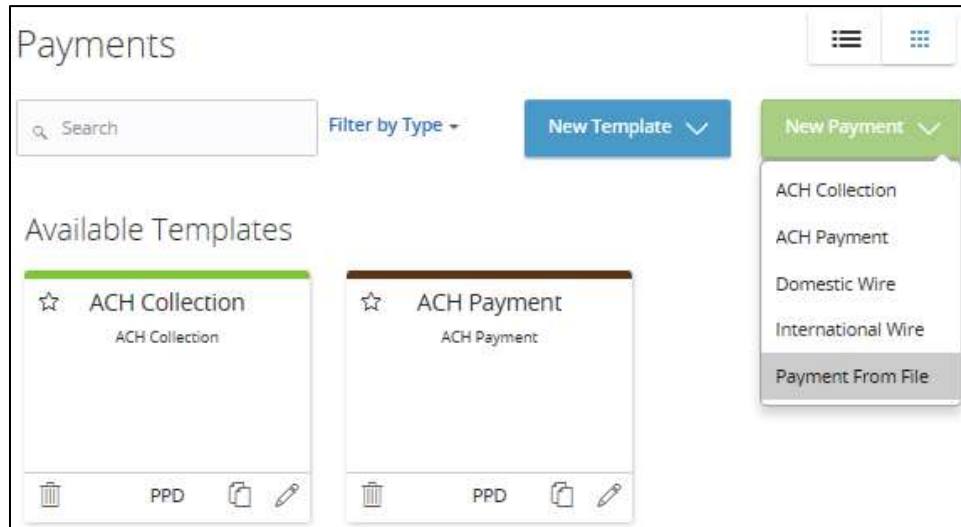 Payments
Search
Filter by Type
New Template
New Payment
ACH Collection
ACH Payment
Domestic Wire
International Wire
Payment From File
Available Templates
ACH Collection
ACH Collection
PPD
ACH Payment
ACH Payment
PPD